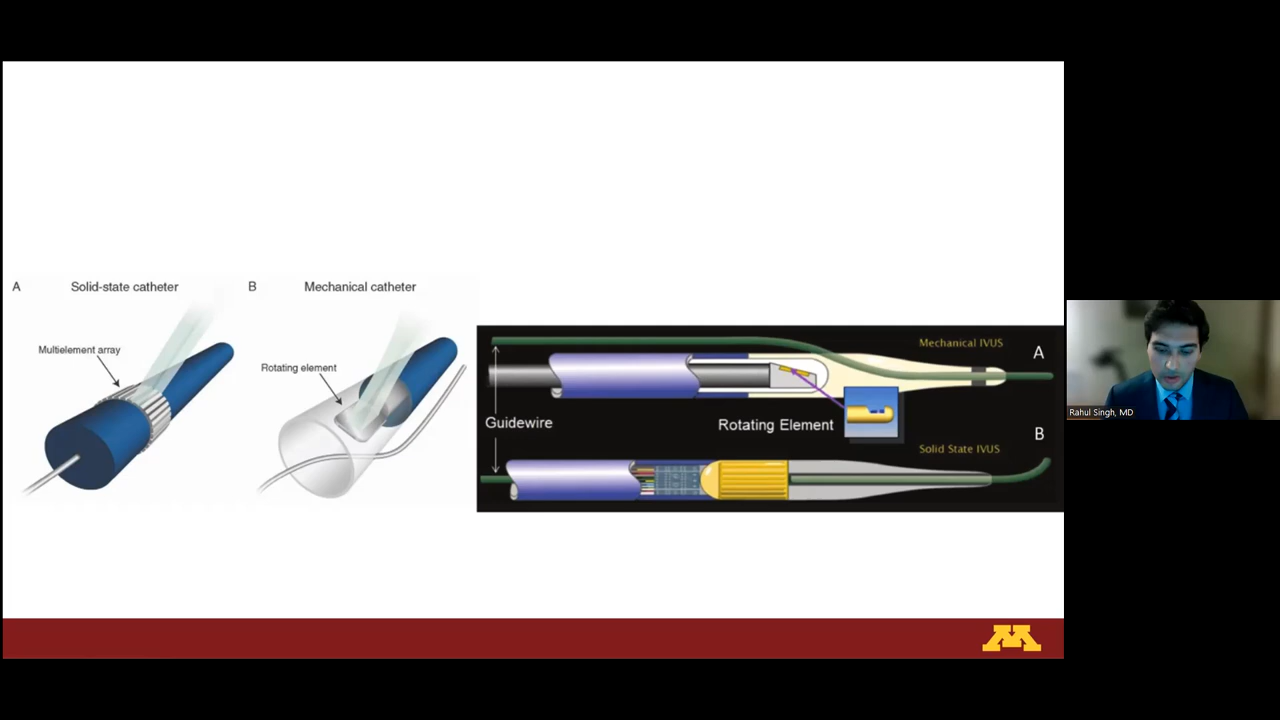 A
Solid-state catheter
Multielement array
B
Mechanical catheter
Rotating element
Mechanical IVUS
A
Guidewire
Rotating Element
B
Solid State IVUS
M
Rahul Singh, MD